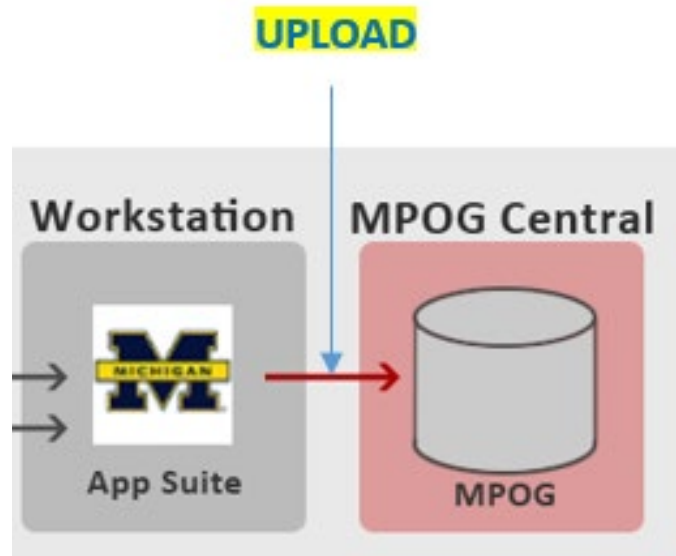 UPLOAD
Workstation
MPOG Central
M
MICHIGAN
App Suite
MPOG